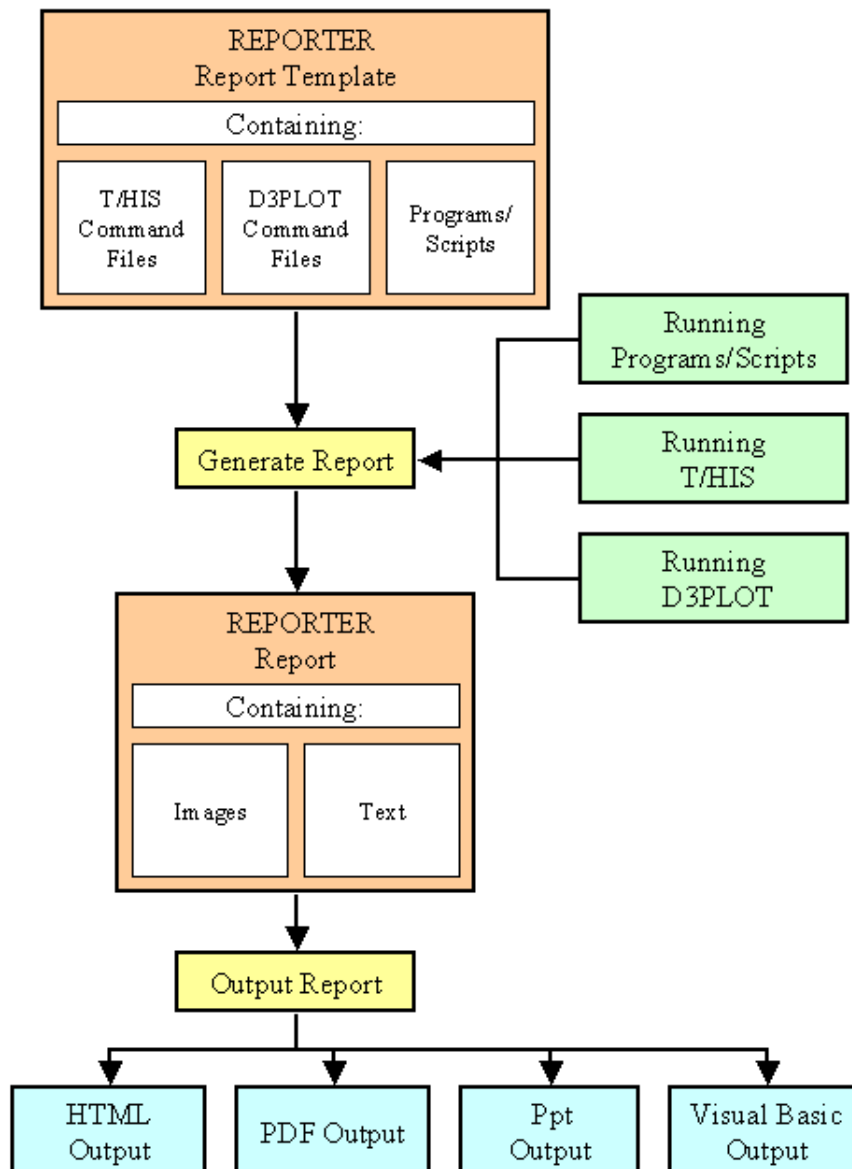 REPORTER
Report Template
Containing:
T/HIS
Command
Files
D3PLOT
Command
Files
Programs/
Scripts
Running
Programs/Scripts
Generate Report
Running
T/HIS
Running
D3PLOT
REPORTER
Report
Containing:
Images
Text
Output Report
HTML
Output
PDF Output
Ppt
Output
Visual Basic
Output